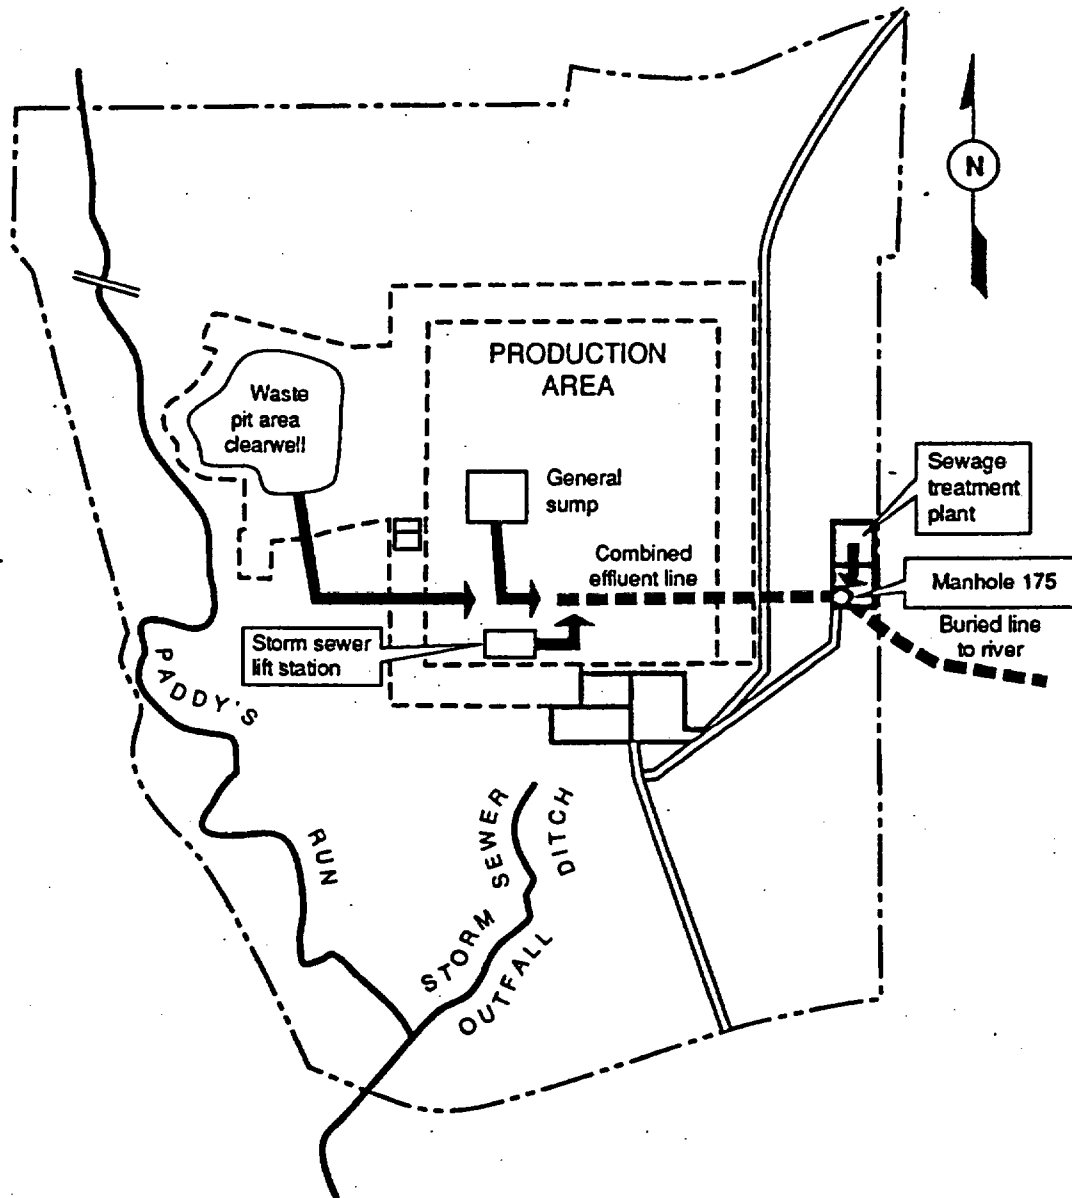 N
PRODUCTION
AREA
Waste
pit area
clearwell
General
sump
Sewage
treatment
plant
Combined
effluent line
Manhole 175
Buried line
to river
Storm sewer
lift station
PADDY'S
RUN
STORM SEWER
OUTFALL DITCH